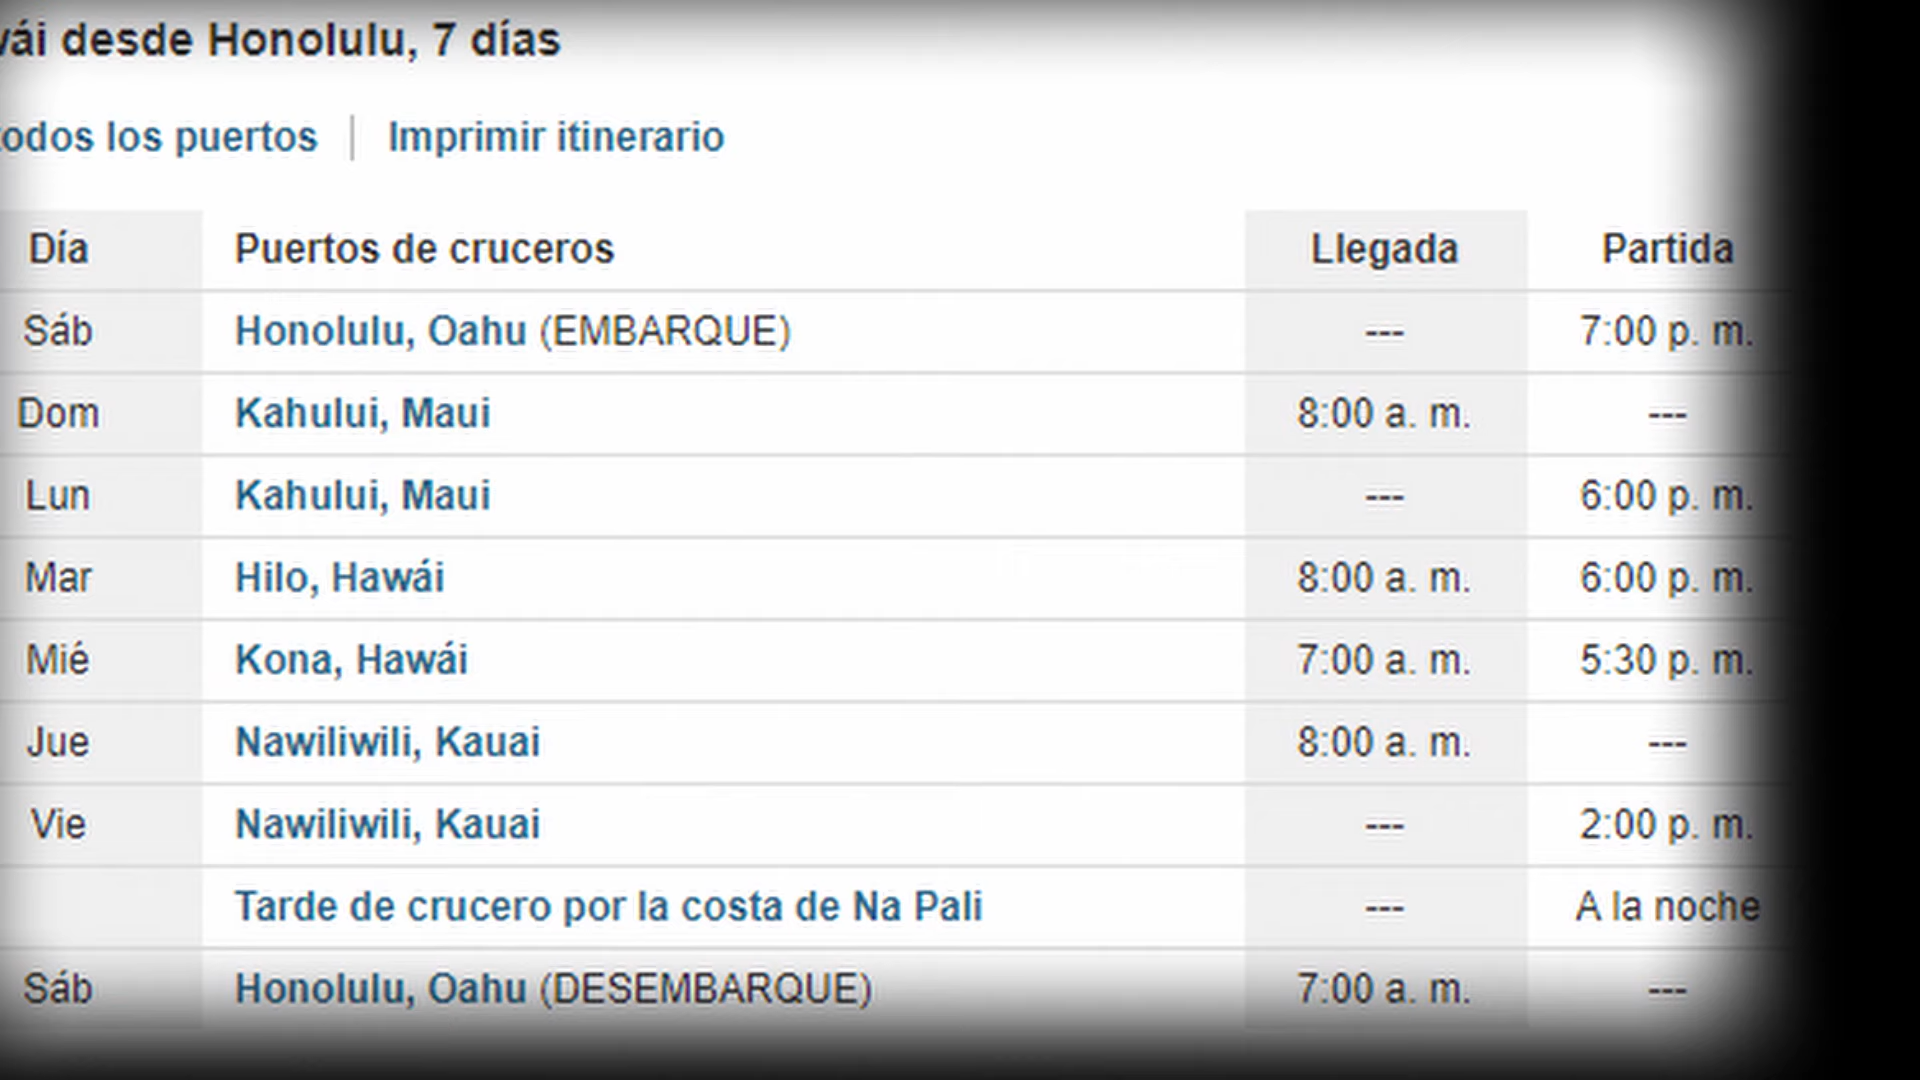 vái desde Honolulu, 7 días
todos los puertos | Imprimir itinerario
Día Puertos de cruceros Llegada Partida
Sáb Honolulu, Oahu (EMBARQUE) --- 7:00 p. m.
Dom Kahului, Maui 8:00 a. m. ---
Lun Kahului, Maui --- 6:00 p. m.
Mar Hilo, Hawái 8:00 a. m. 6:00 p. m.
Mié Kona, Hawái 7:00 a. m. 5:30 p. m.
Jue Nawiliwili, Kauai 8:00 a. m. ---
Vie Nawiliwili, Kauai --- 2:00 p. m.
Tarde de crucero por la costa de Na Pali --- A la noche
Sáb Honolulu, Oahu (DESEMBARQUE) 7:00 a. m. ---